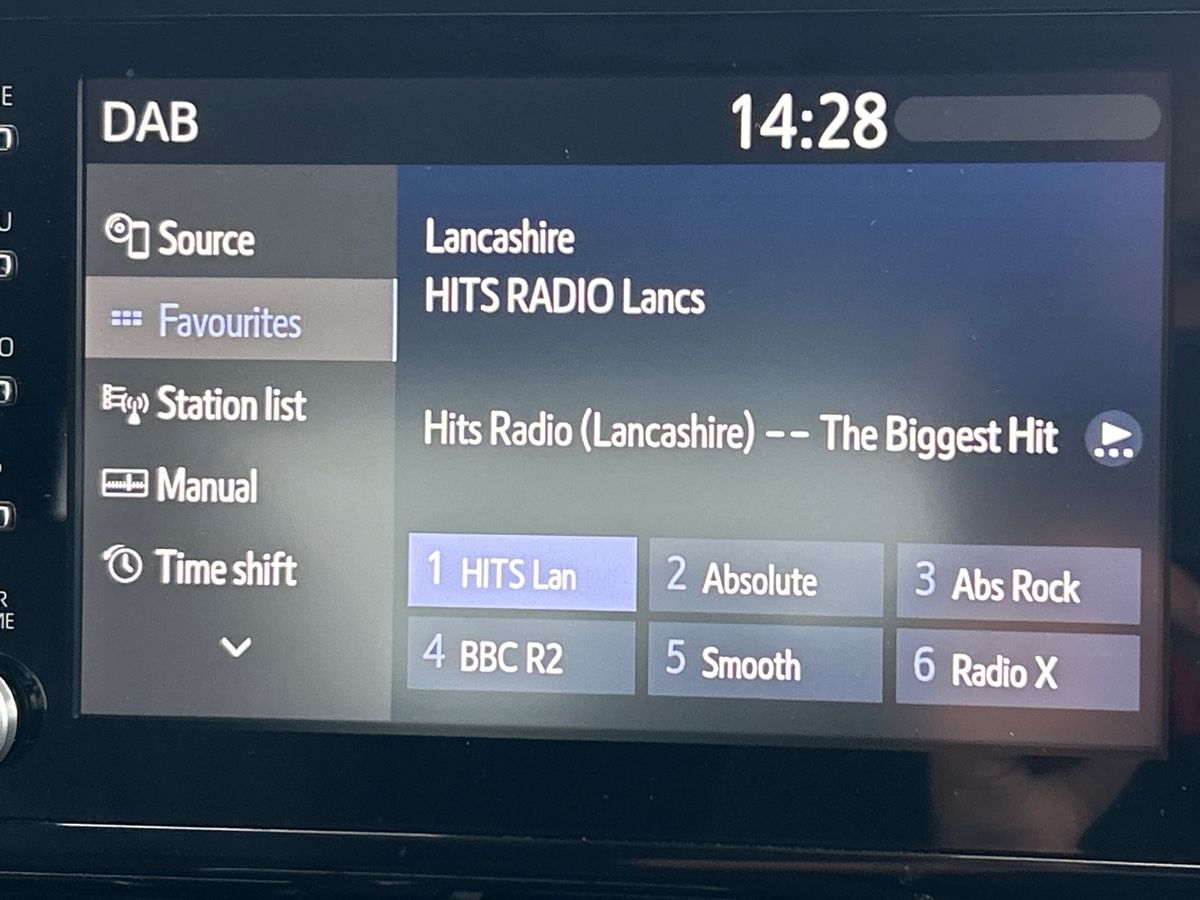 DAB
14:28
Source
Favourites
Station list
Manual
Time shift
Lancashire
HITS RADIO Lancs
Hits Radio (Lancashire) -- The Biggest Hit
1 HITS Lan
2 Absolute
3 Abs Rock
4 BBC R2
5 Smooth
6 Radio X